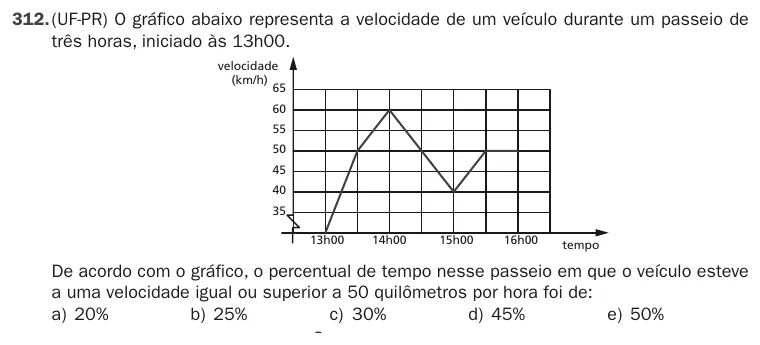 312.(UF-PR) O gráfico abaixo representa a velocidade de um veículo durante um passeio de
três horas, iniciado às 13h00.
velocidade
(km/h)
65
60
55
50
45
40
35
13h00 14h00 15h00 16h00
tempo
De acordo com o gráfico, o percentual de tempo nesse passeio em que o veículo esteve
a uma velocidade igual ou superior a 50 quilômetros por hora foi de:
a) 20% b) 25% c) 30% d) 45% e) 50%